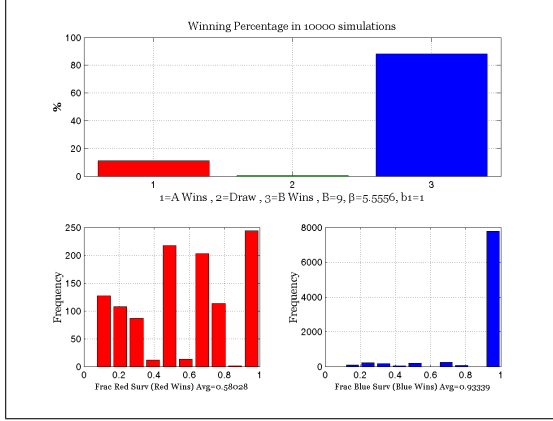 Winning Percentage in 10000 simulations
100
80
60
40
20
0
%
1 2 3
1=A Wins , 2=Draw , 3=B Wins , B=9, β=5.5556, b1=1
250
200
150
100
50
0
Frequency
0 0.2 0.4 0.6 0.8 1
Frac Red Surv (Red Wins) Avg=0.58028
8000
6000
4000
2000
0
Frequency
0 0.2 0.4 0.6 0.8 1
Frac Blue Surv (Blue Wins) Avg=0.93339